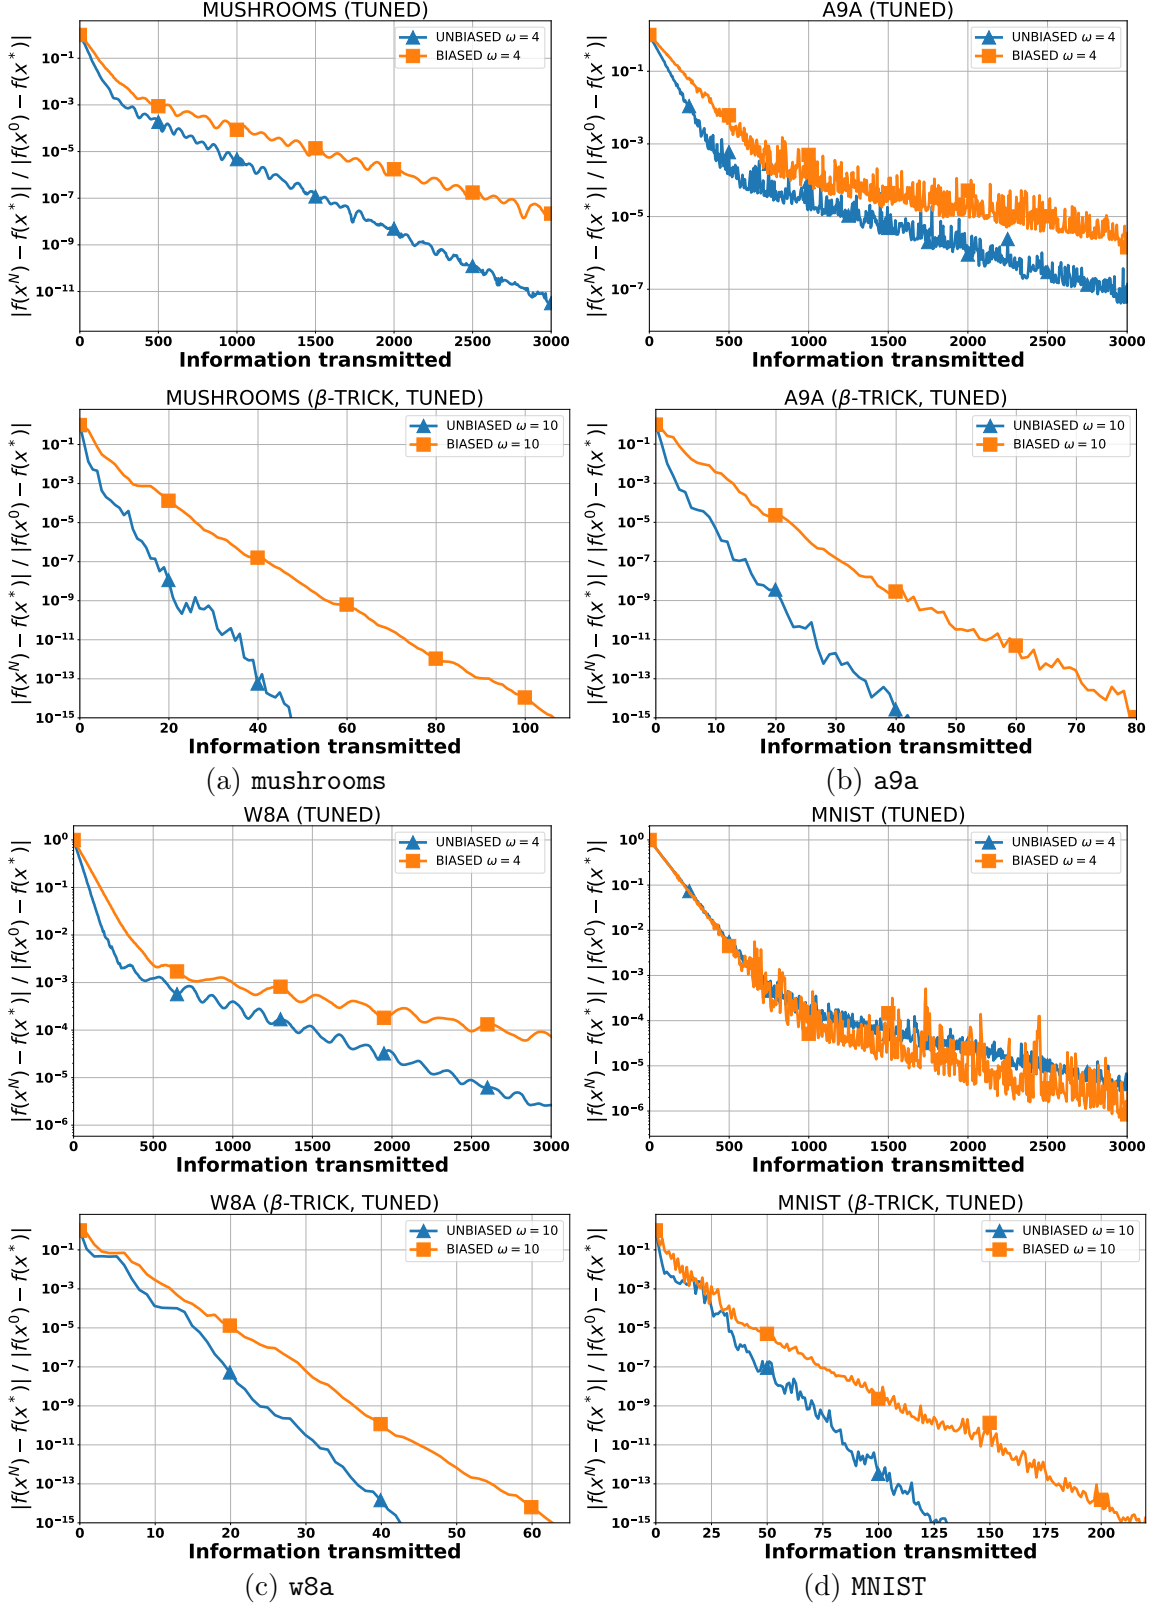 MUSHROOMS (TUNED)
|f(x^N) − f(x^*)| / |f(x^0) − f(x^*)|
10^−1
10^−3
10^−5
10^−7
10^−9
10^−11
UNBIASED ω = 4
BIASED ω = 4
0 500 1000 1500 2000 2500 3000
Information transmitted
A9A (TUNED)
|f(x^N) − f(x^*)| / |f(x^0) − f(x^*)|
10^−1
10^−3
10^−5
10^−7
UNBIASED ω = 4
BIASED ω = 4
0 500 1000 1500 2000 2500 3000
Information transmitted
MUSHROOMS (β-TRICK, TUNED)
|f(x^N) − f(x^*)| / |f(x^0) − f(x^*)|
10^−1
10^−3
10^−5
10^−7
10^−9
10^−11
10^−13
10^−15
UNBIASED ω = 10
BIASED ω = 10
0 20 40 60 80 100
Information transmitted
A9A (β-TRICK, TUNED)
|f(x^N) − f(x^*)| / |f(x^0) − f(x^*)|
10^−1
10^−3
10^−5
10^−7
10^−9
10^−11
10^−13
10^−15
UNBIASED ω = 10
BIASED ω = 10
0 10 20 30 40 50 60 70 80
Information transmitted
(a) mushrooms
(b) a9a
W8A (TUNED)
|f(x^N) − f(x^*)| / |f(x^0) − f(x^*)|
10^0
10^−1
10^−2
10^−3
10^−4
10^−5
10^−6
UNBIASED ω = 4
BIASED ω = 4
0 500 1000 1500 2000 2500 3000
Information transmitted
MNIST (TUNED)
|f(x^N) − f(x^*)| / |f(x^0) − f(x^*)|
10^0
10^−1
10^−2
10^−3
10^−4
10^−5
10^−6
UNBIASED ω = 4
BIASED ω = 4
0 500 1000 1500 2000 2500 3000
Information transmitted
W8A (β-TRICK, TUNED)
|f(x^N) − f(x^*)| / |f(x^0) − f(x^*)|
10^−1
10^−3
10^−5
10^−7
10^−9
10^−11
10^−13
10^−15
UNBIASED ω = 10
BIASED ω = 10
0 10 20 30 40 50 60
Information transmitted
MNIST (β-TRICK, TUNED)
|f(x^N) − f(x^*)| / |f(x^0) − f(x^*)|
10^−1
10^−3
10^−5
10^−7
10^−9
10^−11
10^−13
10^−15
UNBIASED ω = 10
BIASED ω = 10
0 25 50 75 100 125 150 175 200
Information transmitted
(c) w8a
(d) MNIST